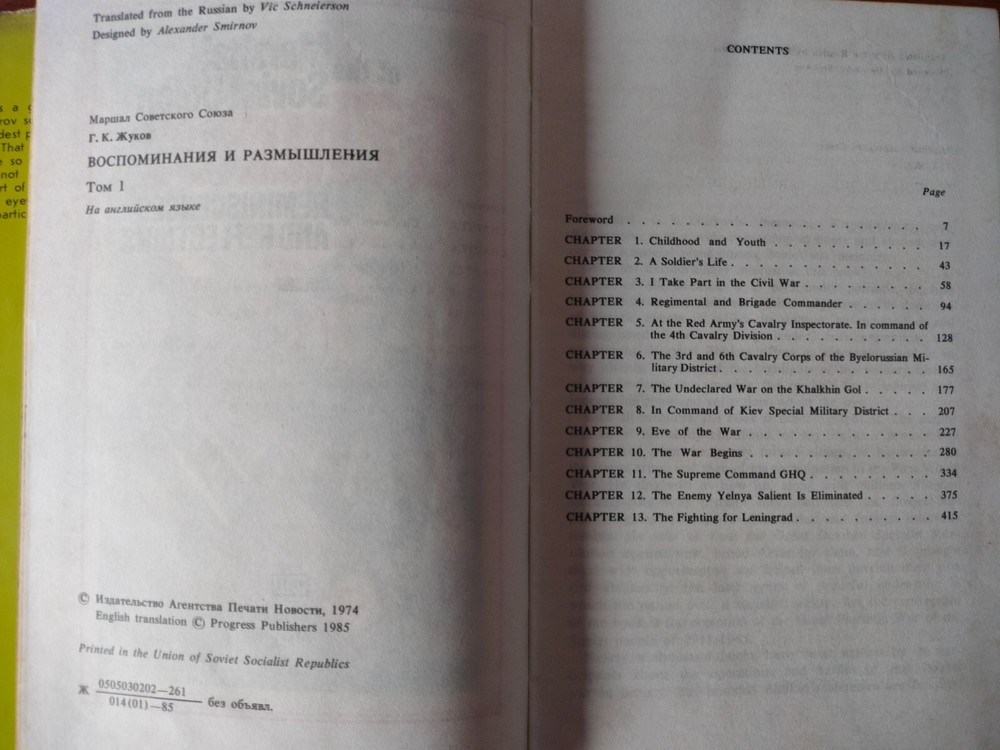 Translated from the Russian by Vic Schneierson
Designed by Alexander Smirnov
Маршал Советского Союза
Г. К. Жуков
ВОСПОМИНАНИЯ И РАЗМЫШЛЕНИЯ
Том 1
На английском языке
© Издательство Агентства Печати Новости, 1974
English translation © Progress Publishers 1985
Printed in the Union of Soviet Socialist Republics
Ж 0505030202—261
014(01)—85 без объявл.
CONTENTS
Page
Foreword . . . . . . . . . . . . . . . . . . 7
CHAPTER 1. Childhood and Youth . . . . . . . . . . 17
CHAPTER 2. A Soldier's Life . . . . . . . . . . . . . 43
CHAPTER 3. I Take Part in the Civil War . . . . . . . . . 58
CHAPTER 4. Regimental and Brigade Commander . . . . . 94
CHAPTER 5. At the Red Army's Cavalry Inspectorate. In command of
the 4th Cavalry Division . . . . . . . . . . . 128
CHAPTER 6. The 3rd and 6th Cavalry Corps of the Byelorussian Mi-
litary District . . . . . . . . . . . . . . . 165
CHAPTER 7. The Undeclared War on the Khalkhin Gol . . . . . 177
CHAPTER 8. In Command of Kiev Special Military District . . . 207
CHAPTER 9. Eve of the War . . . . . . . . . . . . 227
CHAPTER 10. The War Begins . . . . . . . . . . . . 280
CHAPTER 11. The Supreme Command GHQ . . . . . . . . 334
CHAPTER 12. The Enemy Yelnya Salient Is Eliminated . . . . . 375
CHAPTER 13. The Fighting for Leningrad . . . . . . . . . 415